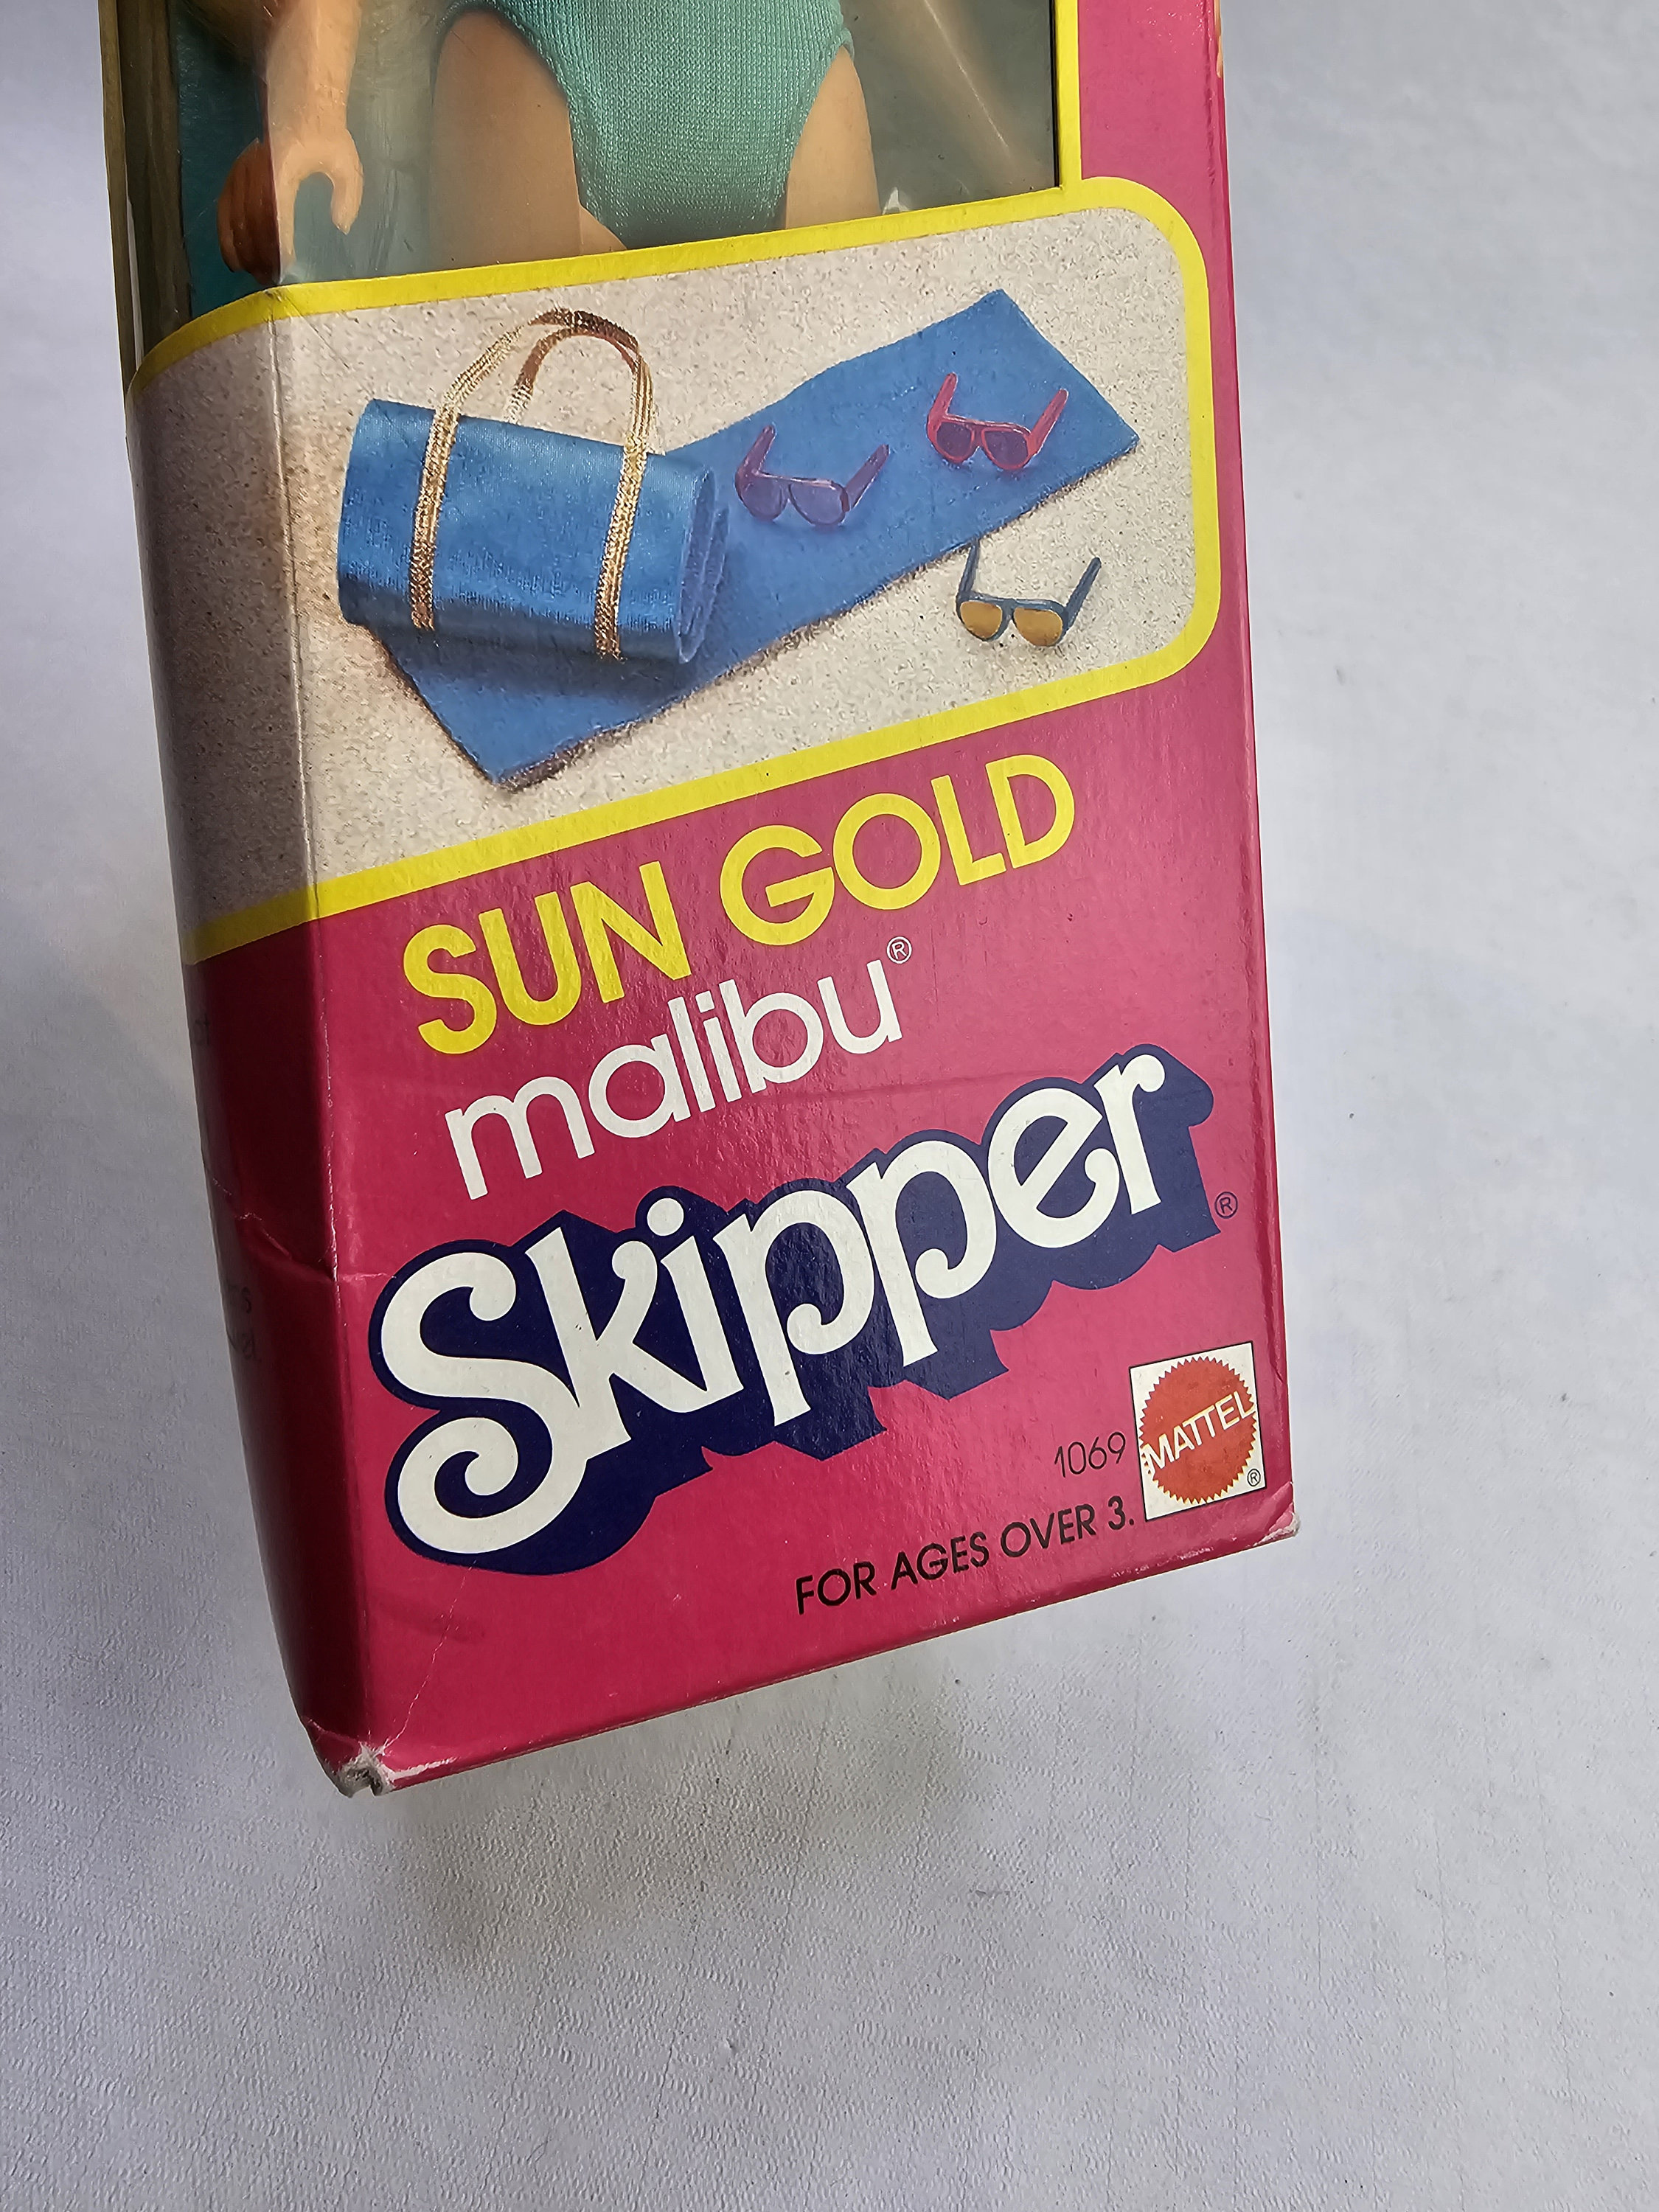 SUN GOLD
malibu®
Skipper®
1069
MATTEL®
FOR AGES OVER 3.